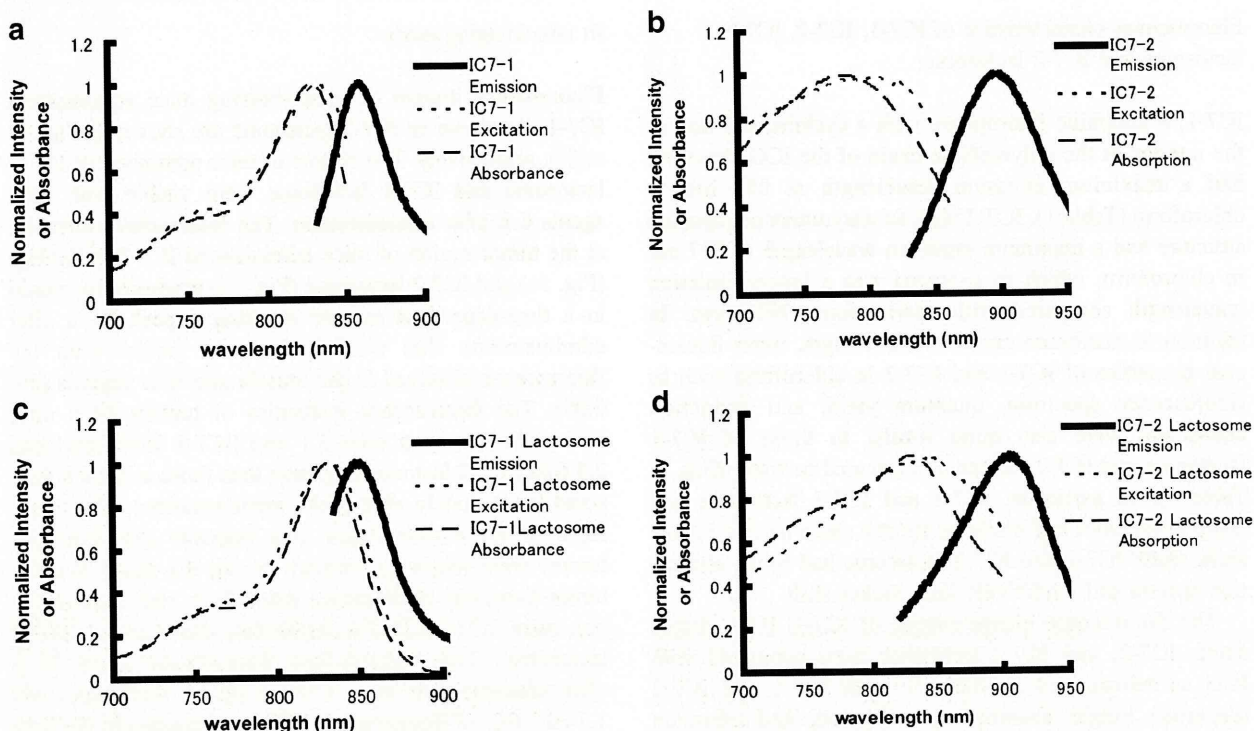 a
Normalized Intensity
or Absorbance
1.2
1
0.8
0.6
0.4
0.2
0
700
750
800
850
900
wavelength (nm)
IC7-1
Emission
IC7-1
Excitation
IC7-1
Absorbance
b
Normalized Intensity
or Absorbance
1.2
1
0.8
0.6
0.4
0.2
0
700
750
800
850
900
950
wavelength (nm)
IC7-2
Emission
IC7-2
Excitation
IC7-2
Absorption
c
Normalized Intensity
or Absorbance
1.2
1
0.8
0.6
0.4
0.2
0
700
750
800
850
900
wavelength (nm)
IC7-1 Lactosome
Emission
IC7-1 Lactosome
Excitation
IC7-1Lactosome
Absorbance
d
Normalized Intensity
or Absorbance
1.2
1
0.8
0.6
0.4
0.2
0
700
750
800
850
900
950
wavelength (nm)
IC7-2 Lactosome
Emission
IC7-2 Lactosome
Excitation
IC7-2 Lactosome
Absorption